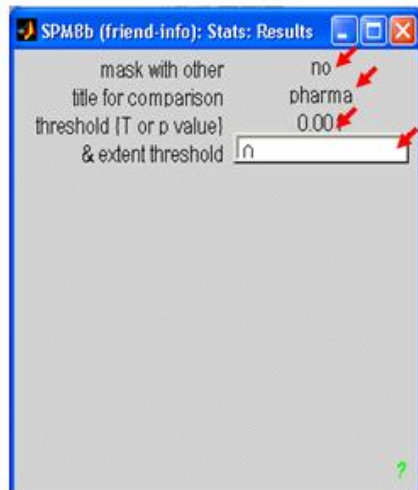 SPM8b (friend-info): Stats: Results
mask with other no
title for comparison pharma
threshold {T or p value} 0.001
& extent threshold
?